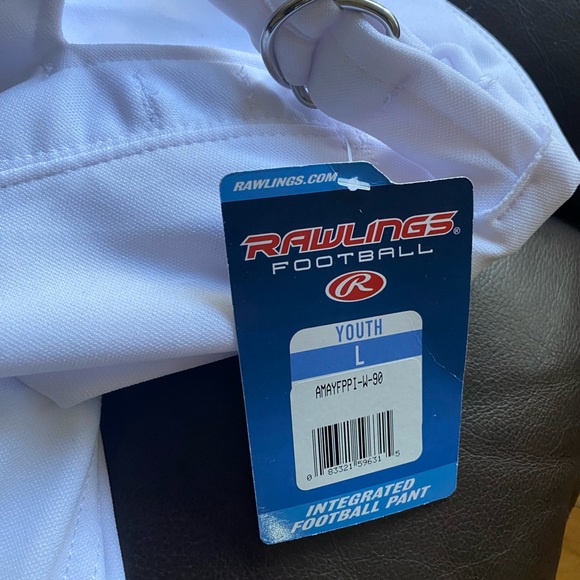 RAWLINGS.COM
RAWLINGS®
FOOTBALL
R
YOUTH
L
AMAYFPPI-W-90
0 83321 59631 5
INTEGRATED
FOOTBALL PANT